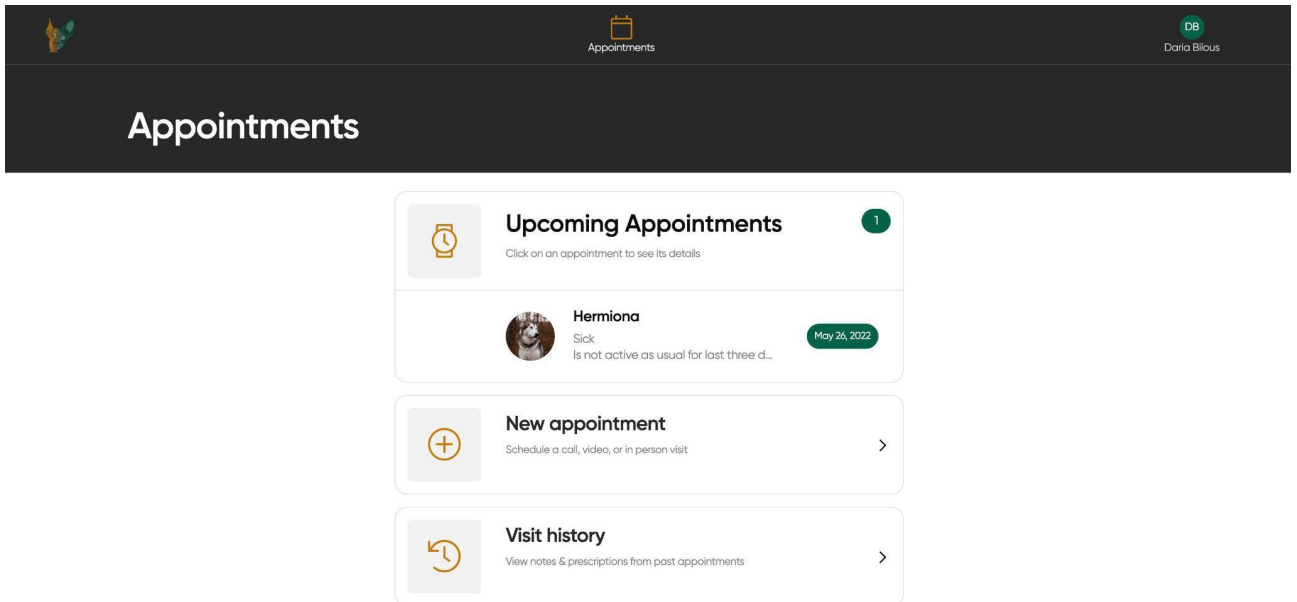 Appointments
DB
Daria Bilous
Appointments
Upcoming Appointments
1
Click on an appointment to see its details
Hermiona
Sick
Is not active as usual for last three d...
May 26, 2022
New appointment
Schedule a call, video, or in person visit
Visit history
View notes & prescriptions from past appointments